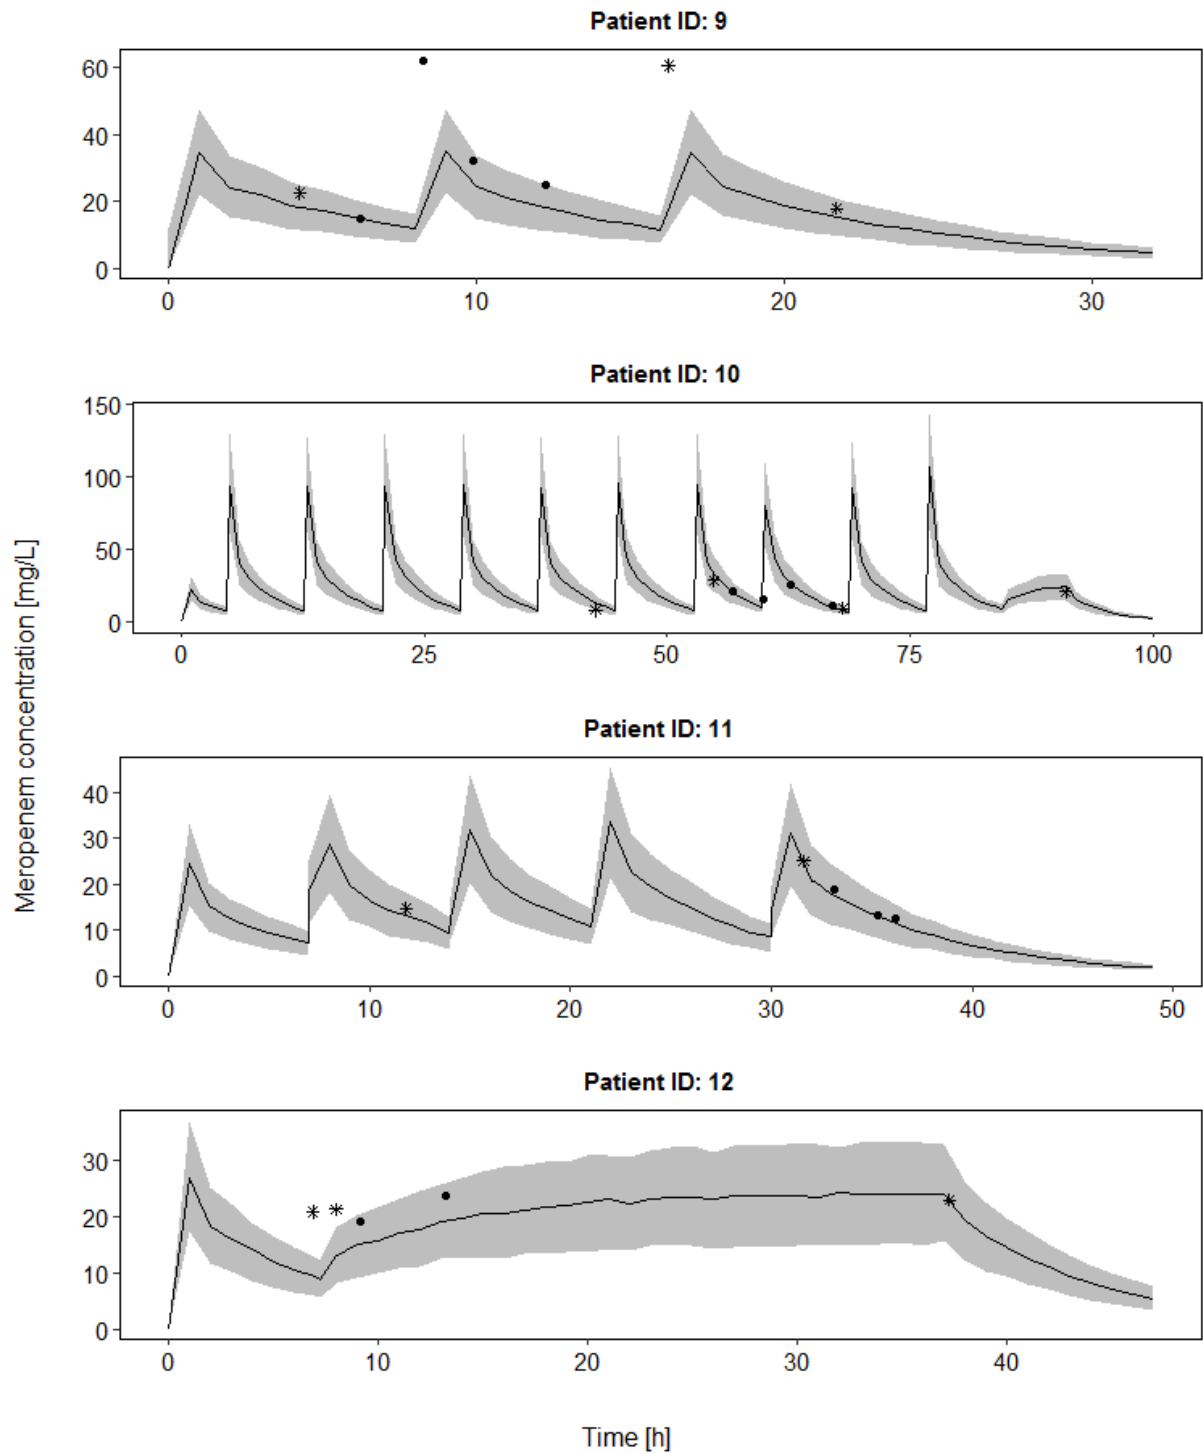 Patient ID: 9
60
40
20
0
0 10 20 30
Patient ID: 10
150
100
50
0
0 25 50 75 100
Meropenem concentration [mg/L]
Patient ID: 11
40
30
20
10
0
0 10 20 30 40 50
Patient ID: 12
30
20
10
0
0 10 20 30 40
Time [h]